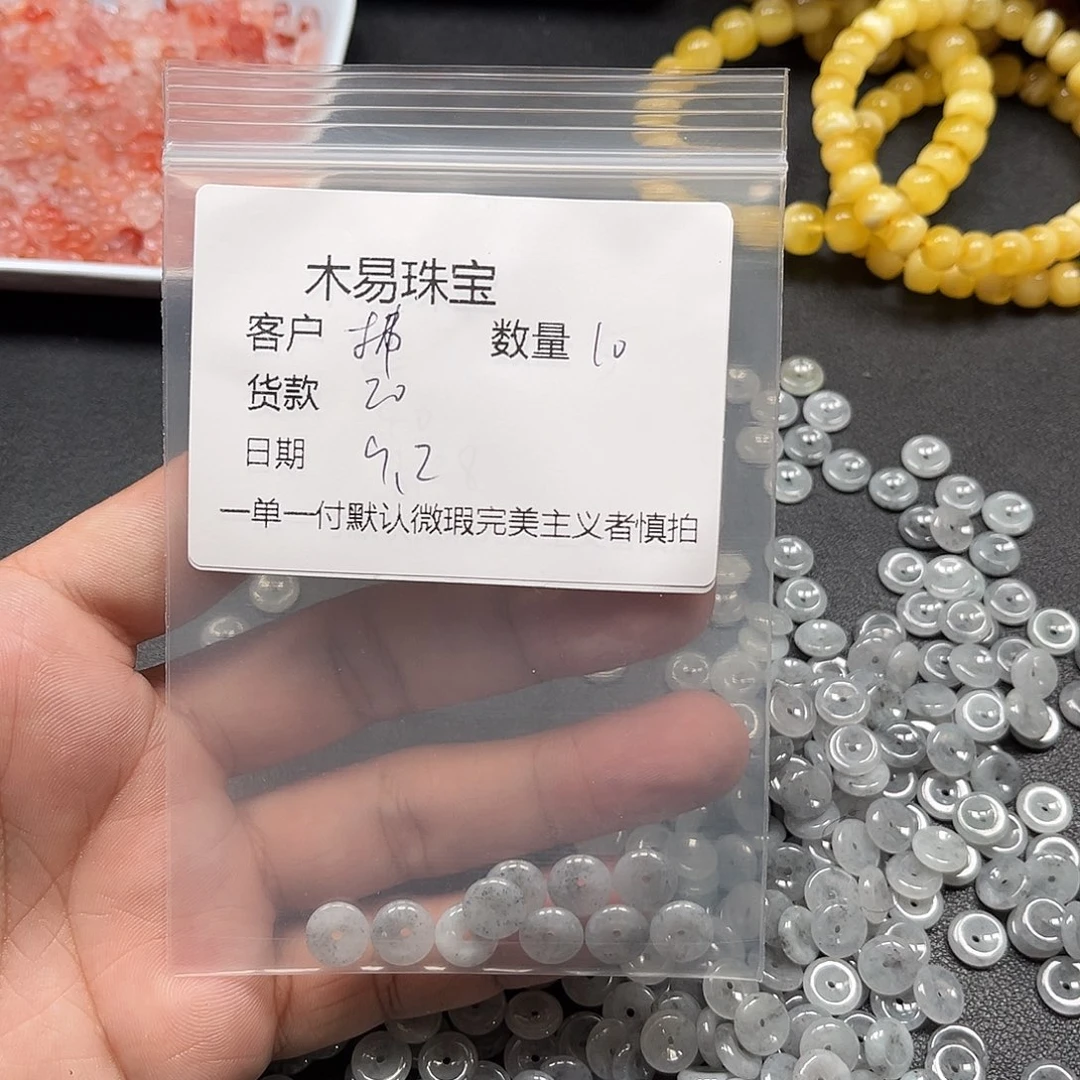 木易珠宝
客户 拂 数量 10
货款 20
日期 9.2
一单一付默认微瑕完美主义者慎拍